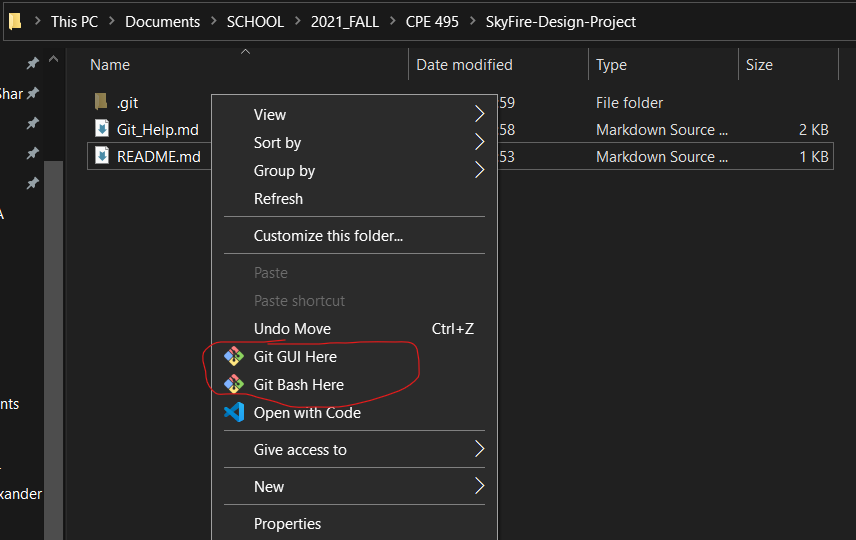 This PC > Documents > SCHOOL > 2021_FALL > CPE 495 > SkyFire-Design-Project
Name Date modified Type Size
.git 59 File folder
Shar
Git_Help.md 58 Markdown Source ... 2 KB
README.md 53 Markdown Source ... 1 KB
View
Sort by
Group by
Refresh
Customize this folder...
Paste
Paste shortcut
Undo Move Ctrl+Z
Git GUI Here
Git Bash Here
nts
Open with Code
Give access to
New
xander
Properties